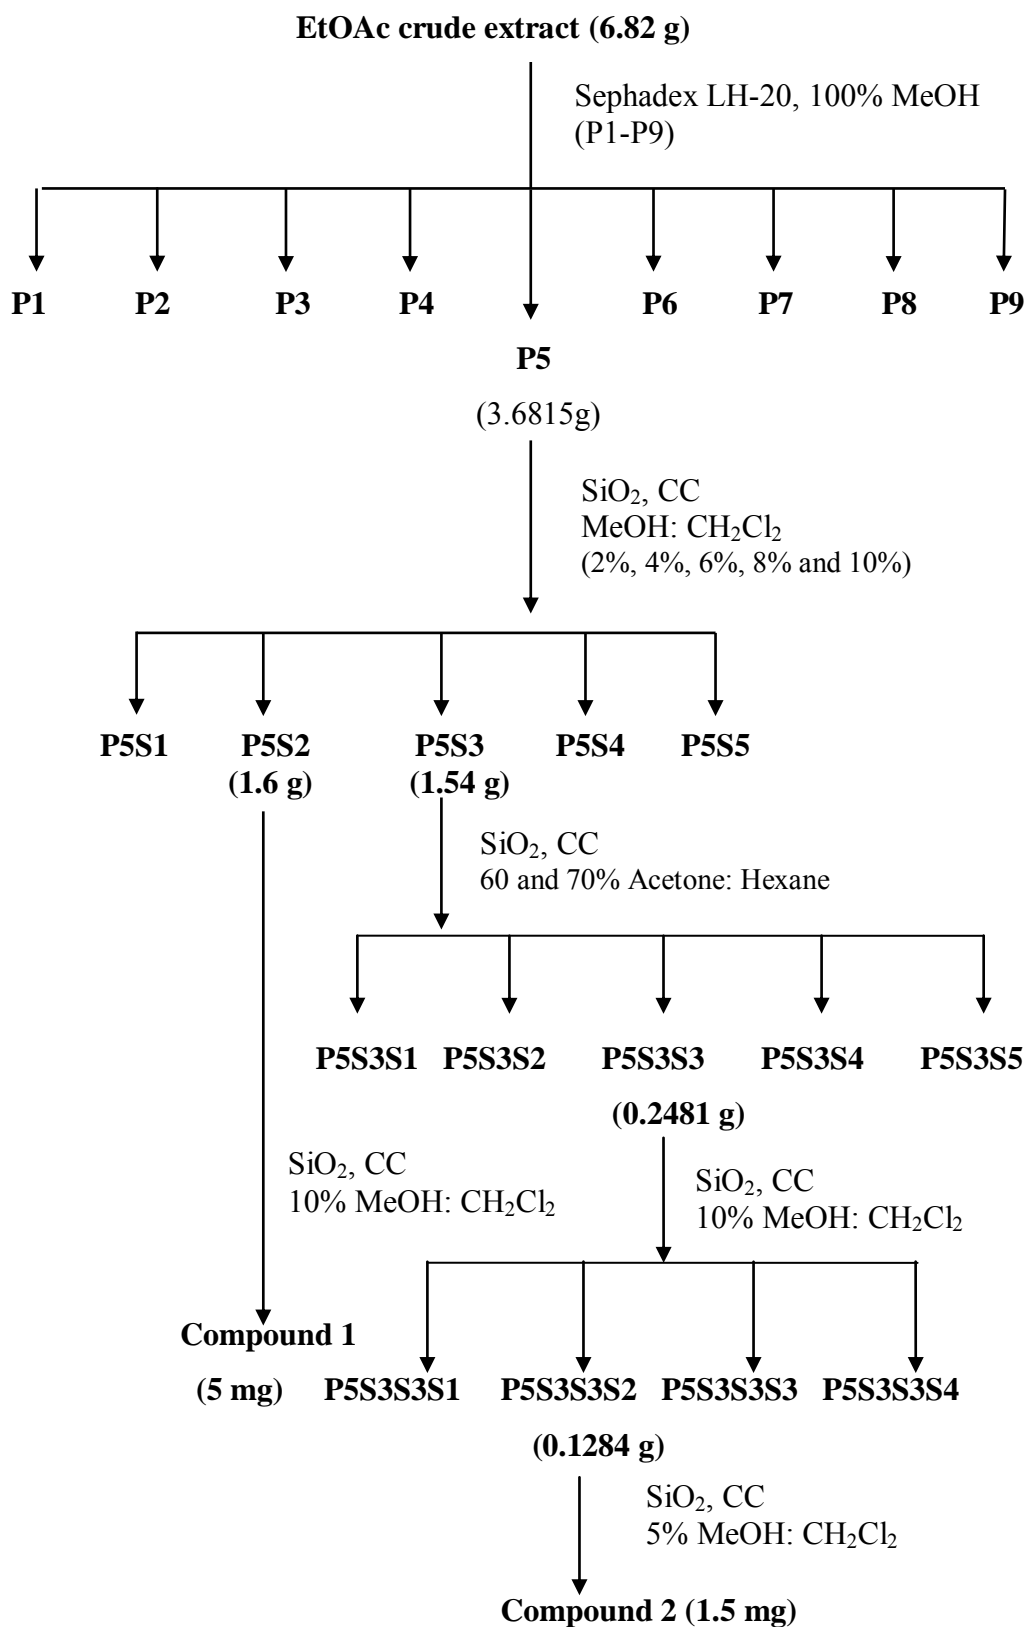 EtOAc crude extract (6.82 g)
Sephadex LH-20, 100% MeOH
(P1-P9)
P1 P2 P3 P4 P6 P7 P8 P9
P5
(3.6815g)
SiO₂, CC
MeOH: CH₂Cl₂
(2%, 4%, 6%, 8% and 10%)
P5S1 P5S2 P5S3 P5S4 P5S5
(1.6 g) (1.54 g)
SiO₂, CC
60 and 70% Acetone: Hexane
P5S3S1 P5S3S2 P5S3S3 P5S3S4 P5S3S5
(0.2481 g)
SiO₂, CC
10% MeOH: CH₂Cl₂
SiO₂, CC
10% MeOH: CH₂Cl₂
Compound 1
(5 mg) P5S3S3S1 P5S3S3S2 P5S3S3S3 P5S3S3S4
(0.1284 g)
SiO₂, CC
5% MeOH: CH₂Cl₂
Compound 2 (1.5 mg)